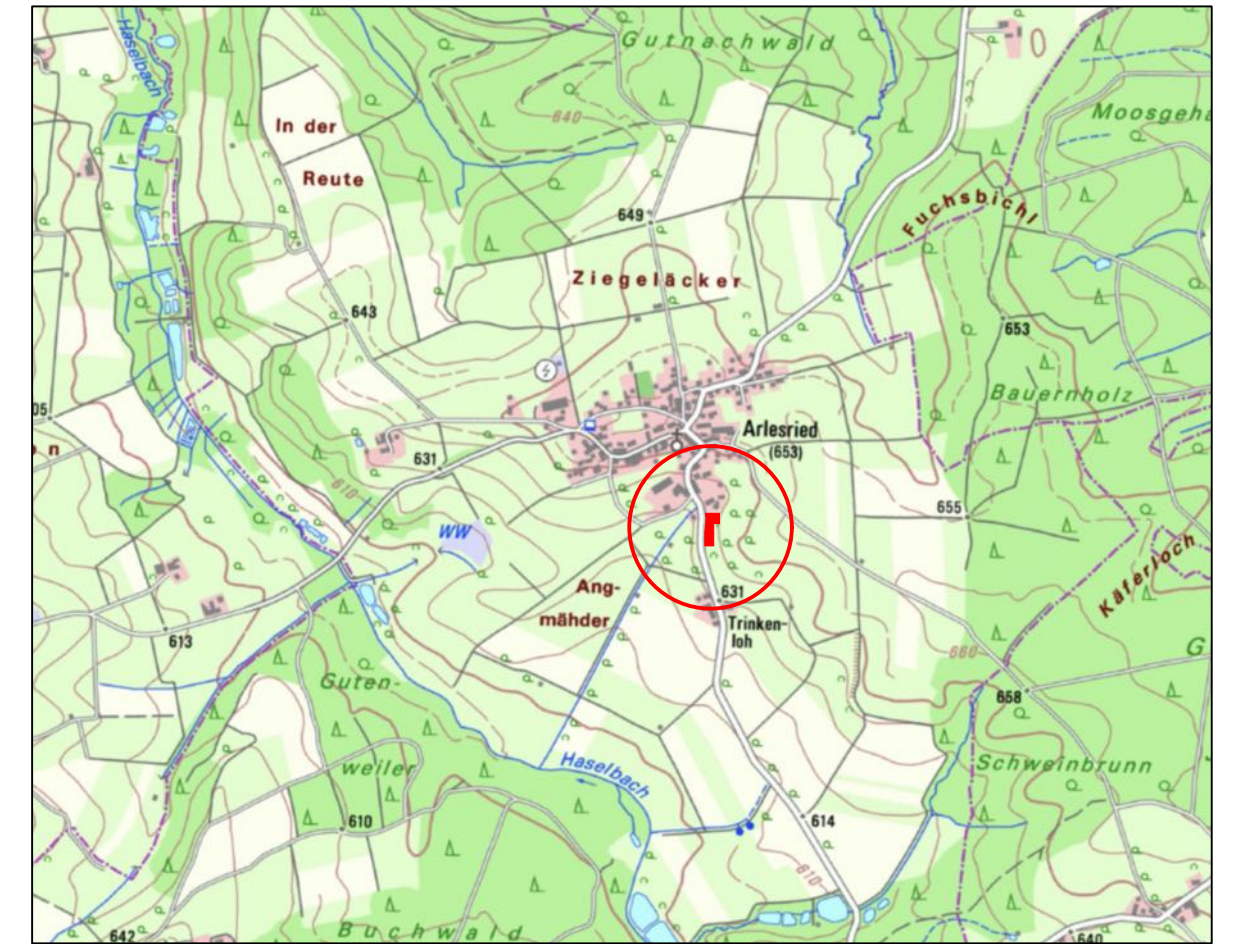 Haselbach
Gutnachwald
640
Moosgeh
In der
Reute
649
Fuchsbichl
Ziegeläcker
643
653
Bauernholz
05
n
Arlesried
(653)
631
610
WW
655
Käferloch
Ang-
mähder
631
Trinken-
loh
613
660
G
658
Guten-
weiler
Haselbach
Schweinbrunn
610
614
610
642
Buchwald
640